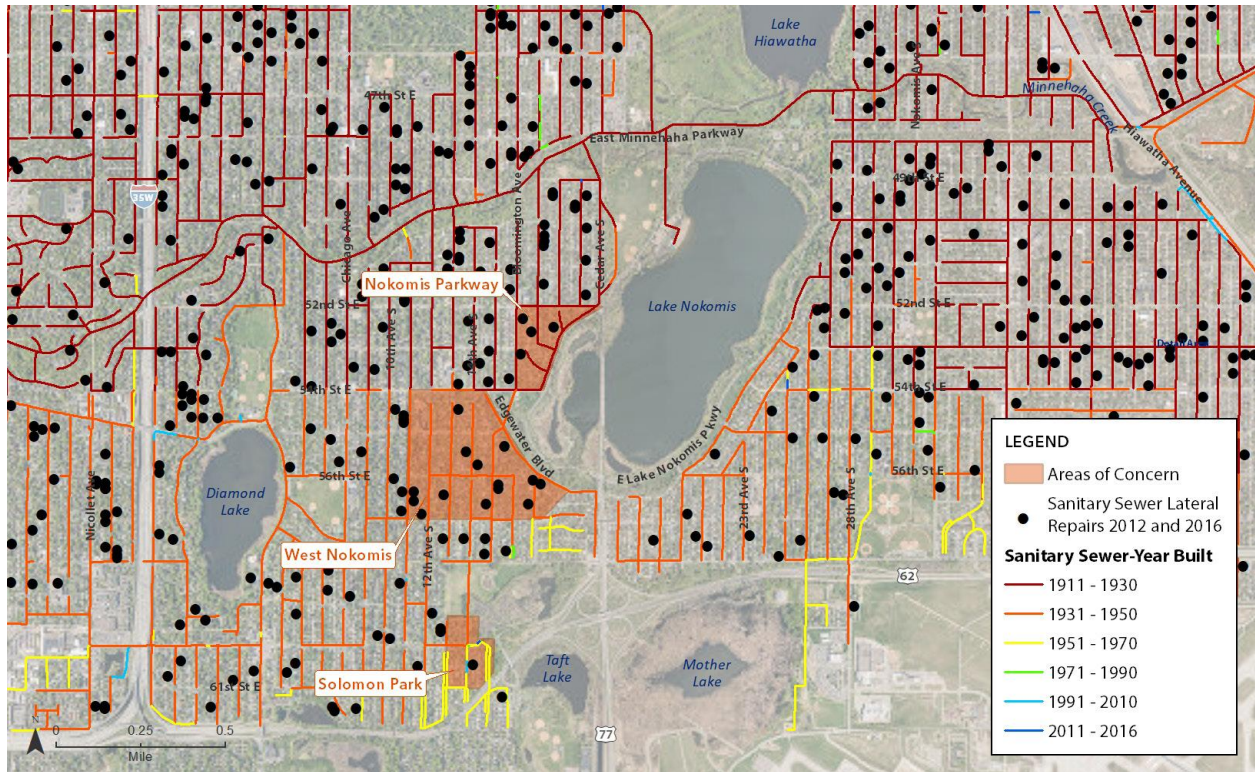 Lake
Hiawatha
47th St E
Nokomis Ave S
Minnehaha Creek
Hiawatha Avenue
East Minnehaha Parkway
49th St E
35W
Chicago Ave
Bloomington Ave
Cedar Ave S
Nokomis Parkway
Lake Nokomis
52nd St E
52nd St E
54th St E
54th St E
Edgewater Blvd
E Lake Nokomis Pkwy
56th St E
56th St E
Diamond
Lake
Nicollet Ave
West Nokomis
12th Ave S
23rd Ave S
28th Ave S
62
Solomon Park
61st St E
Taft
Lake
Mother
Lake
77
N
0 0.25 0.5
Mile
LEGEND
Areas of Concern
Sanitary Sewer Lateral
Repairs 2012 and 2016
Sanitary Sewer-Year Built
1911 - 1930
1931 - 1950
1951 - 1970
1971 - 1990
1991 - 2010
2011 - 2016